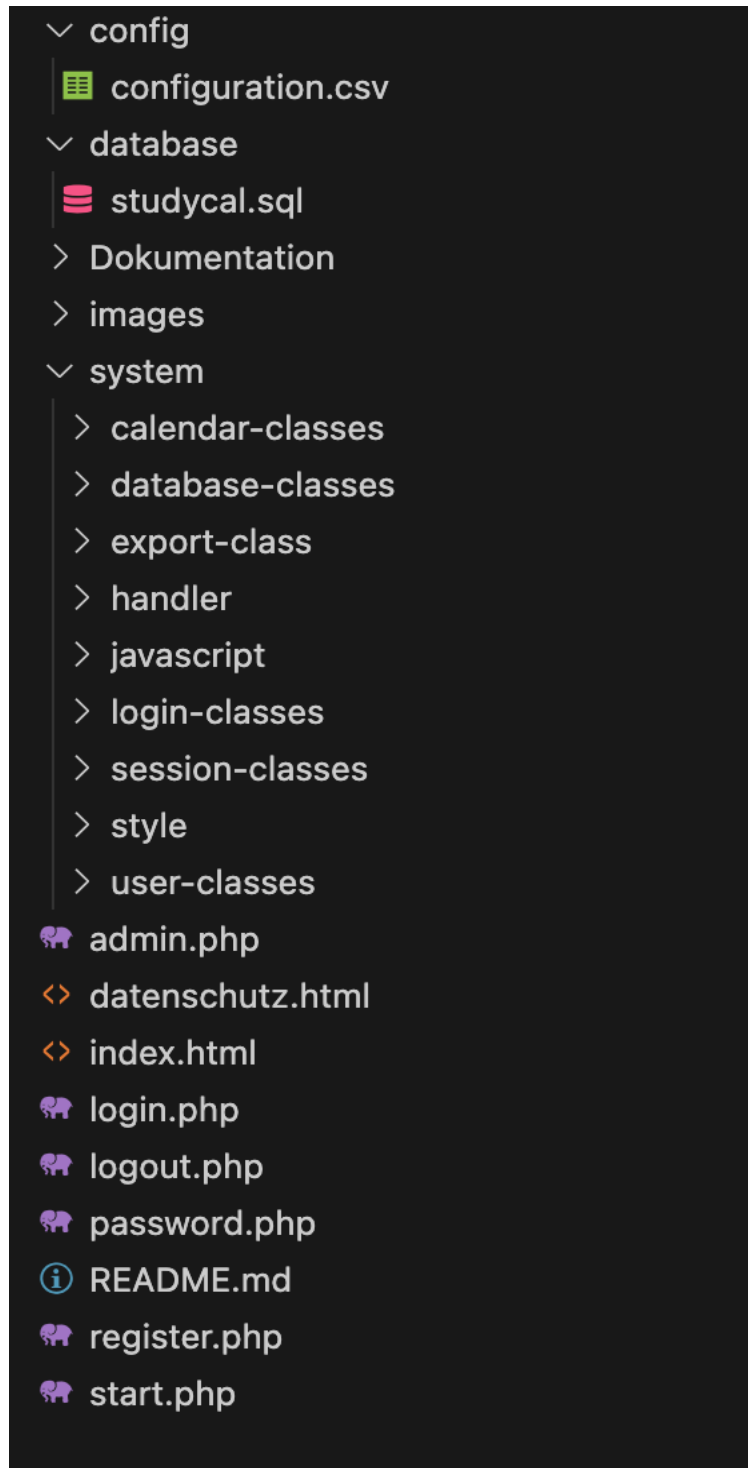 config
configuration.csv
database
studycal.sql
Dokumentation
images
system
calendar-classes
database-classes
export-class
handler
javascript
login-classes
session-classes
style
user-classes
admin.php
datenschutz.html
index.html
login.php
logout.php
password.php
README.md
register.php
start.php